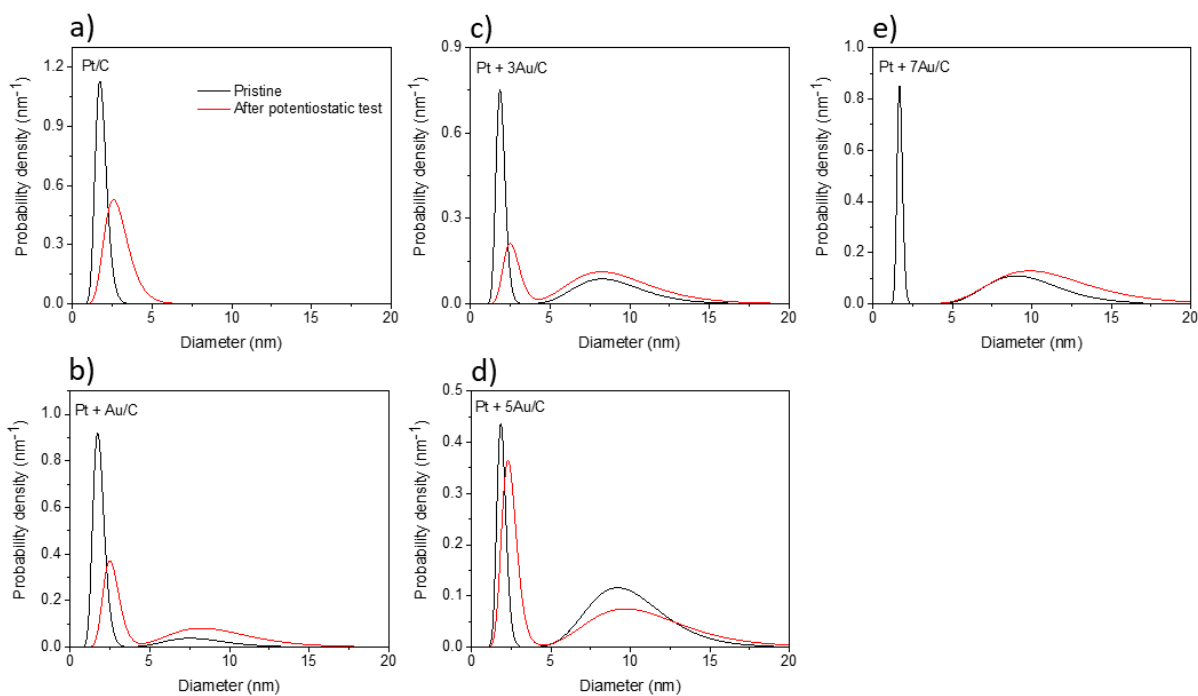 a)
Pt/C
Pristine
After potentiostatic test
Probability density (nm⁻¹)
1.2
0.9
0.6
0.3
0.0
0 5 10 15 20
Diameter (nm)
b)
Pt + Au/C
Probability density (nm⁻¹)
1.0
0.8
0.6
0.4
0.2
0.0
0 5 10 15 20
Diameter (nm)
c)
Pt + 3Au/C
Probability density (nm⁻¹)
0.9
0.6
0.3
0.0
0 5 10 15 20
Diameter (nm)
d)
Pt + 5Au/C
Probability density (nm⁻¹)
0.5
0.4
0.3
0.2
0.1
0.0
0 5 10 15 20
Diameter (nm)
e)
Pt + 7Au/C
Probability density (nm⁻¹)
1.0
0.8
0.6
0.4
0.2
0.0
0 5 10 15 20
Diameter (nm)